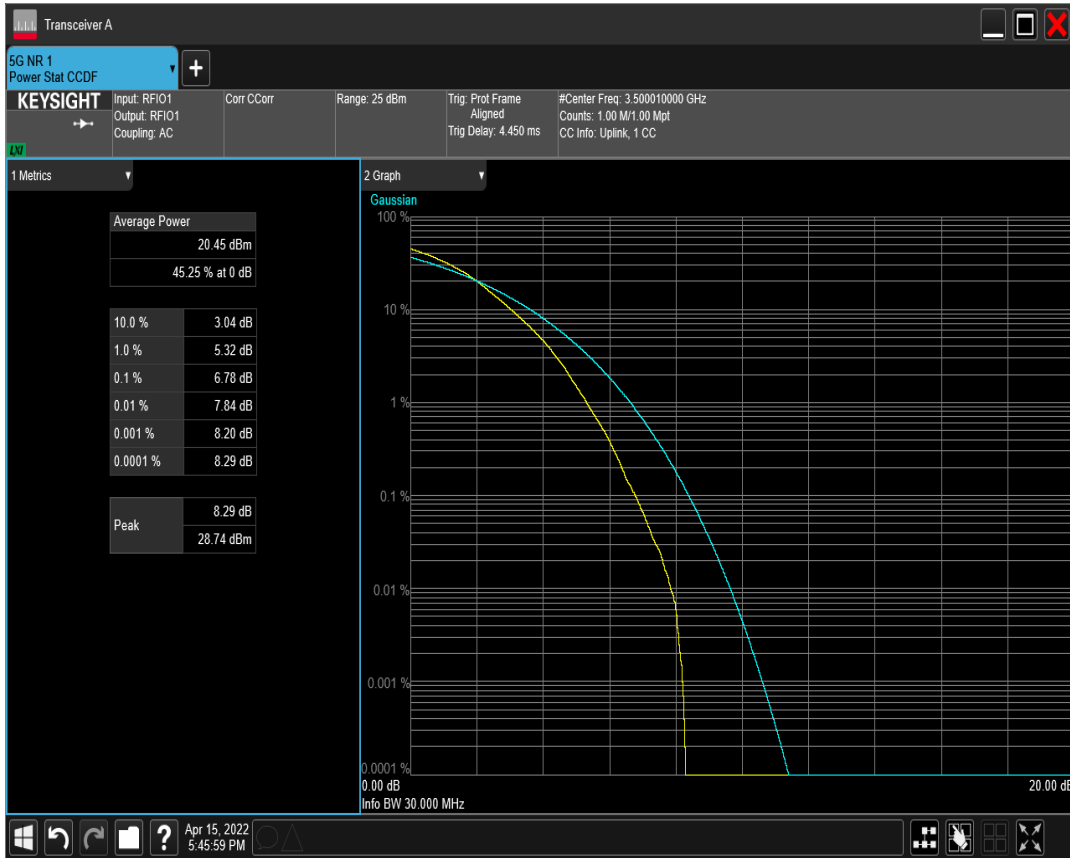 Transceiver A
5G NR 1
Power Stat CCDF
KEYSIGHT
LXI
Input: RFIO1
Output: RFIO1
Coupling: AC
Corr CCorr
Range: 25 dBm
Trig: Prot Frame
Aligned
Trig Delay: 4.450 ms
#Center Freq: 3.500010000 GHz
Counts: 1.00 M/1.00 Mpt
CC Info: Uplink, 1 CC
1 Metrics
Average Power
20.45 dBm
45.25 % at 0 dB
10.0 % 3.04 dB
1.0 % 5.32 dB
0.1 % 6.78 dB
0.01 % 7.84 dB
0.001 % 8.20 dB
0.0001 % 8.29 dB
Peak
8.29 dB
28.74 dBm
2 Graph
Gaussian
100 %
10 %
1 %
0.1 %
0.01 %
0.001 %
0.0001 %
0.00 dB
20.00 dB
Info BW 30.000 MHz
?
Apr 15, 2022
5:45:59 PM